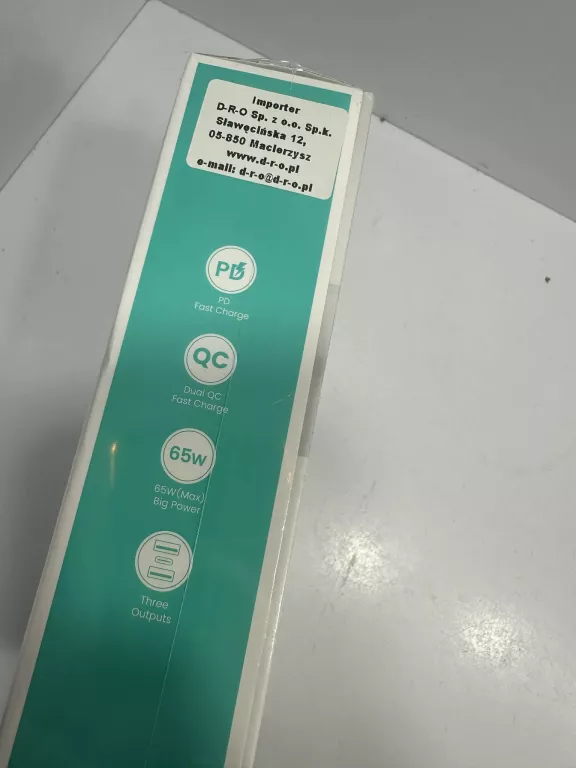 Importer
D-R-O Sp. z o.o. Sp.k.
Sławęcińska 12,
05-850 Macierzysz
www.d-r-o.pl
e-mail: d-r-o@d-r-o.pl
PD
PD
Fast Charge
QC
Dual QC
Fast Charge
65W
65W(Max)
Big Power
Three
Outputs